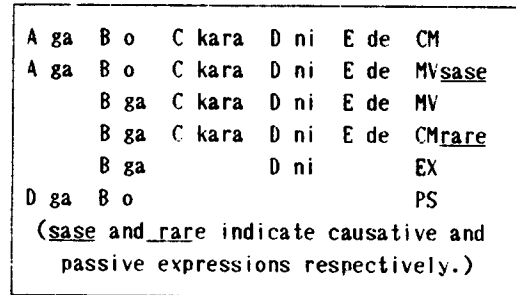 A ga B o C kara D ni E de CM
A ga B o C kara D ni E de MVsase
B ga C kara D ni E de MV
B ga C kara D ni E de CMrare
B ga D ni EX
D ga B o PS
(sase and rare indicate causative and
passive expressions respectively.)